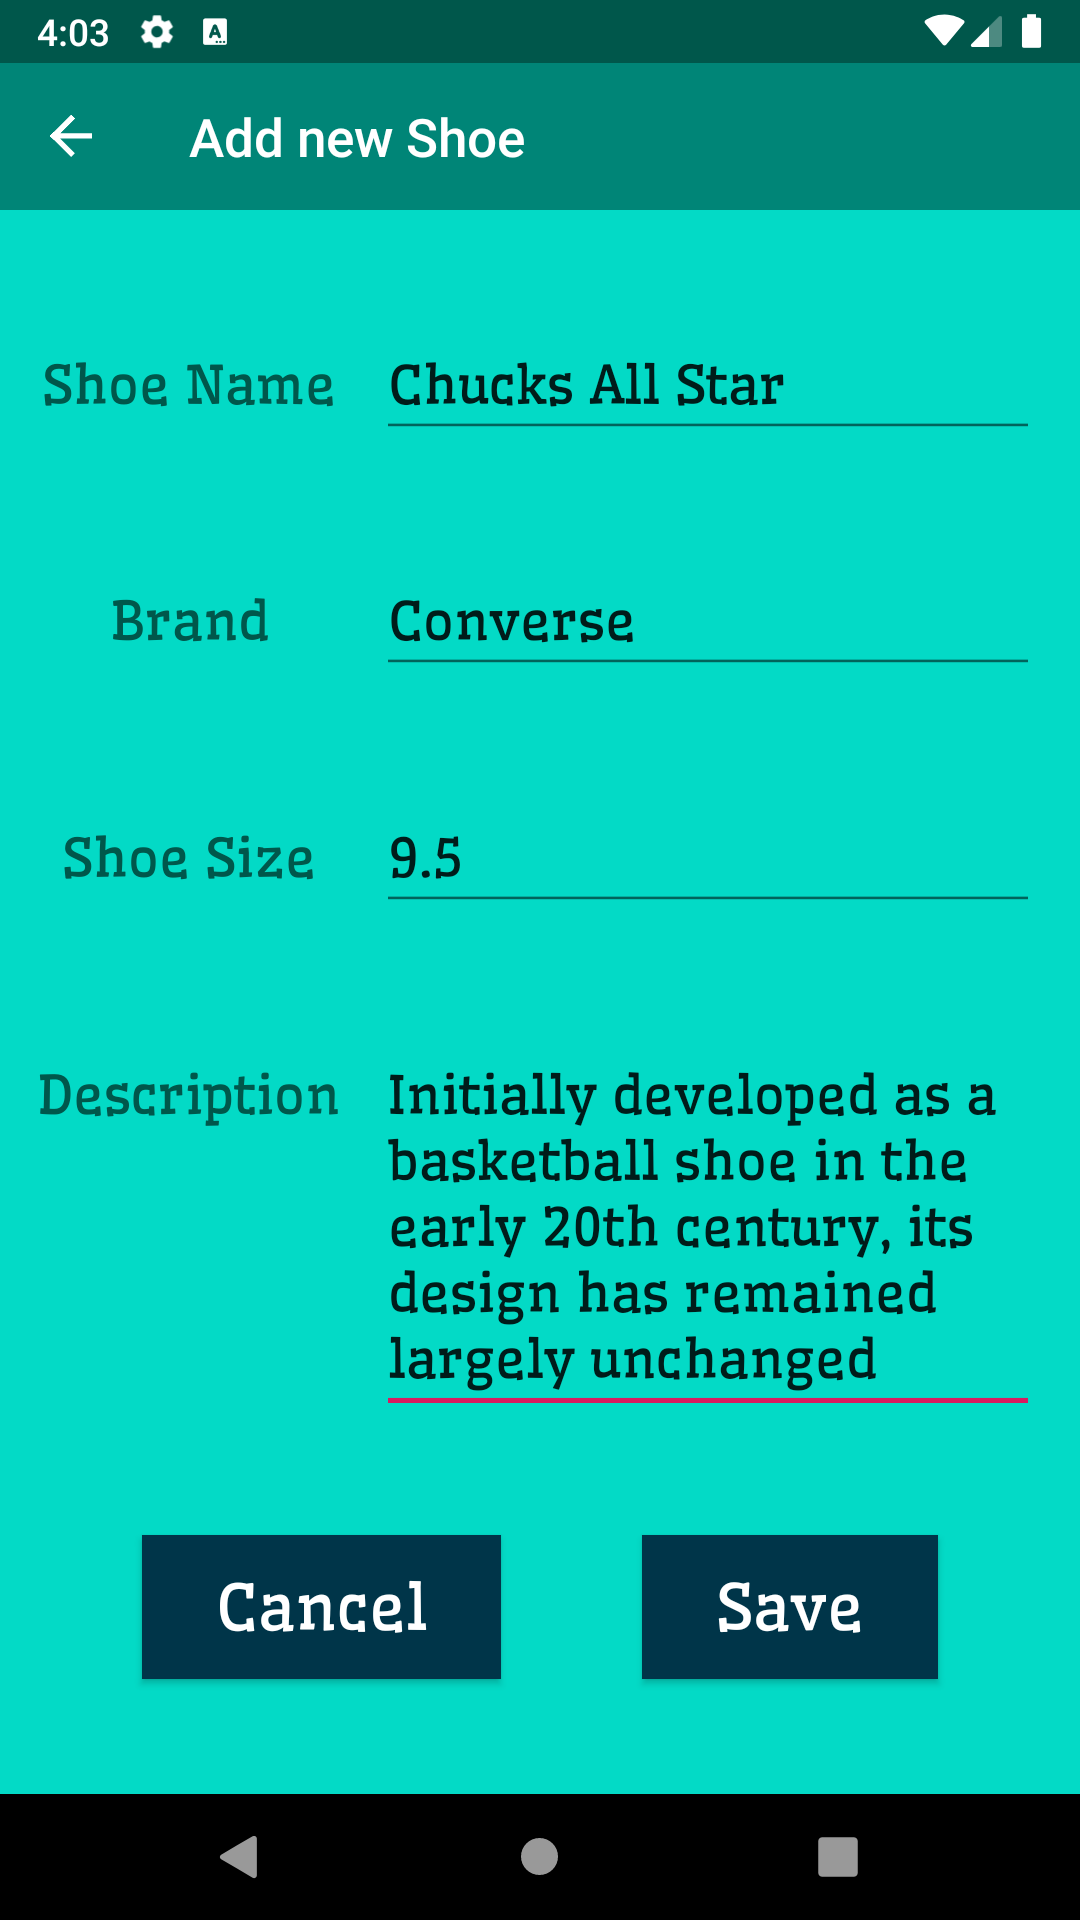 4:03
Add new Shoe
Shoe Name Chucks All Star
Brand Converse
Shoe Size 9.5
Description Initially developed as a
basketball shoe in the
early 20th century, its
design has remained
largely unchanged
Cancel Save